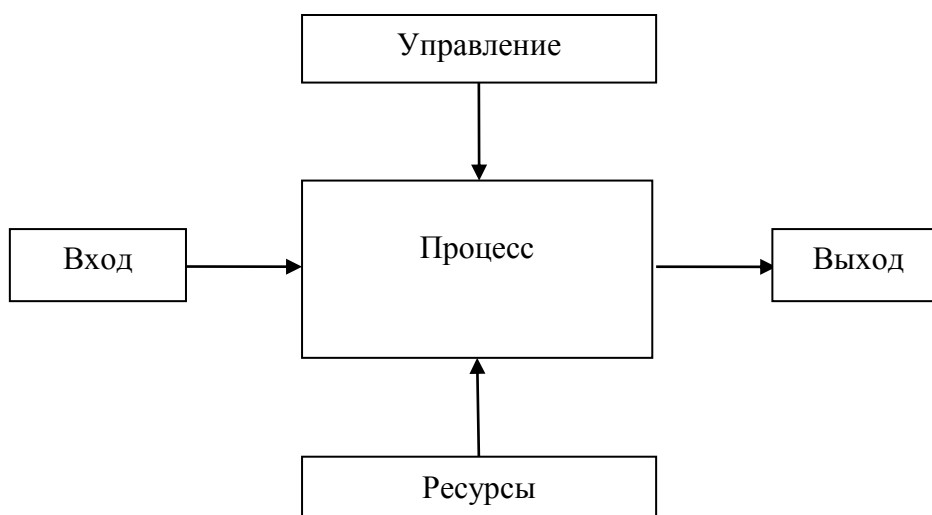 Управление
Процесс
Вход
Выход
Ресурсы